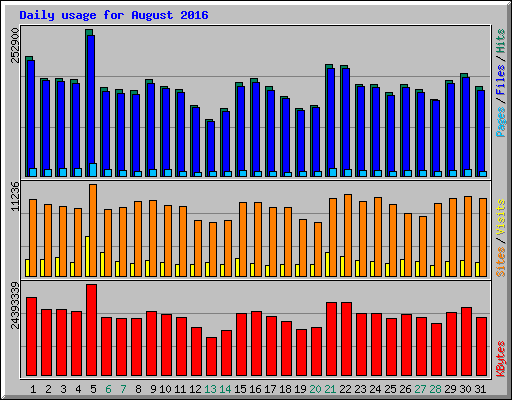 Daily usage for August 2016
252900
Pages / Files / Hits
11236
Sites / Visits
24393339
KBytes
1 2 3 4 5 6 7 8 9 10 11 12 13 14 15 16 17 18 19 20 21 22 23 24 25 26 27 28 29 30 31